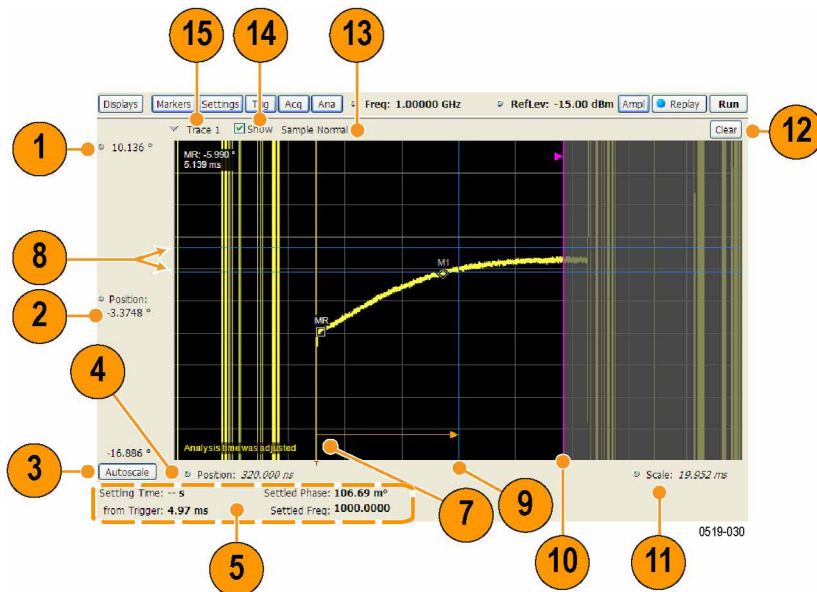 15
14
13
Displays Markers Settings Trig Acq Ana Freq: 1.00000 GHz RefLev: -15.00 dBm Ampl Replay Run
Trace 1 Show Sample Normal Clear
12
1
10.136 °
MR: -5.990 °
5.139 ms
8
M1
Position:
-3.3748 °
2
MR
4
-16.886 °
Analysis time was adjusted
3
Autoscale
Position: 320.000 ns
T
Scale: 19.952 ms
Settling Time: -- s Settled Phase: 106.69 m°
from Trigger: 4.97 ms Settled Freq: 1000.0000
7
9
0519-030
5
10
11